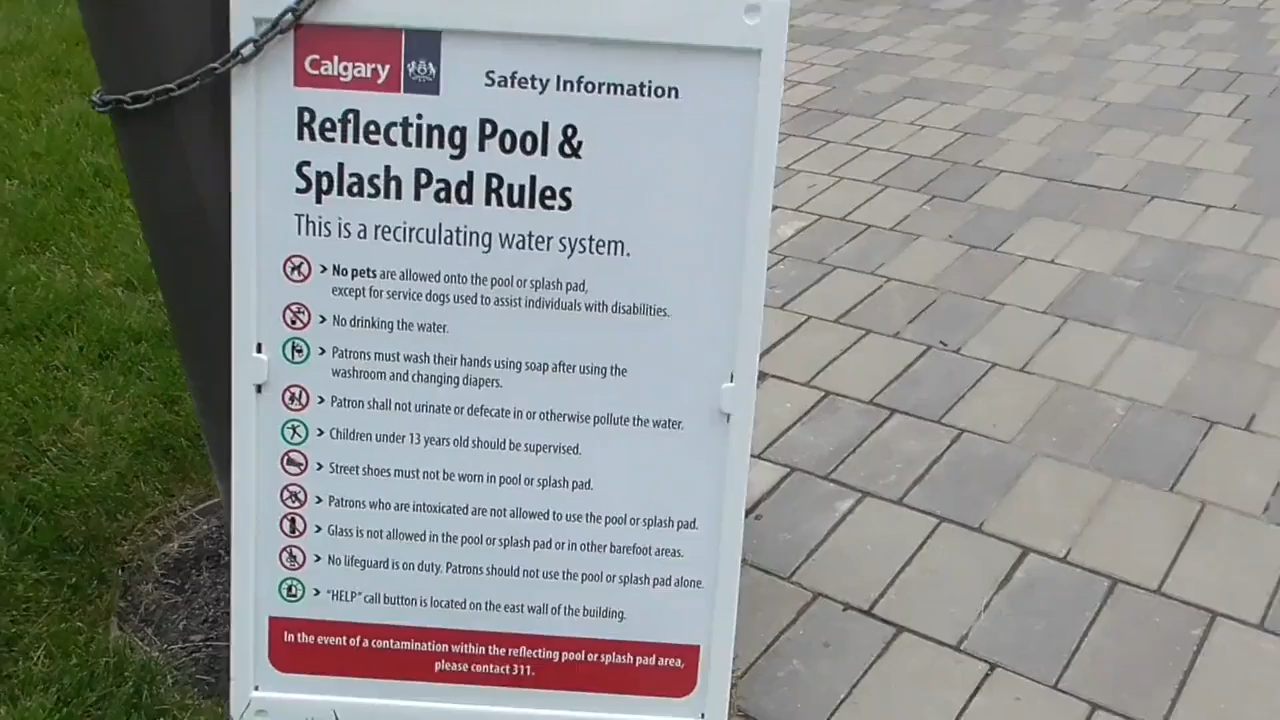 Calgary
Safety Information
Reflecting Pool &
Splash Pad Rules
This is a recirculating water system.
> No pets are allowed onto the pool or splash pad,
except for service dogs used to assist individuals with disabilities.
> No drinking the water.
> Patrons must wash their hands using soap after using the
washroom and changing diapers.
> Patron shall not urinate or defecate in or otherwise pollute the water.
> Children under 13 years old should be supervised.
> Street shoes must not be worn in pool or splash pad.
> Patrons who are intoxicated are not allowed to use the pool or splash pad.
> Glass is not allowed in the pool or splash pad or in other barefoot areas.
> No lifeguard is on duty. Patrons should not use the pool or splash pad alone.
> "HELP" call button is located on the east wall of the building.
In the event of a contamination within the reflecting pool or splash pad area,
please contact 311.